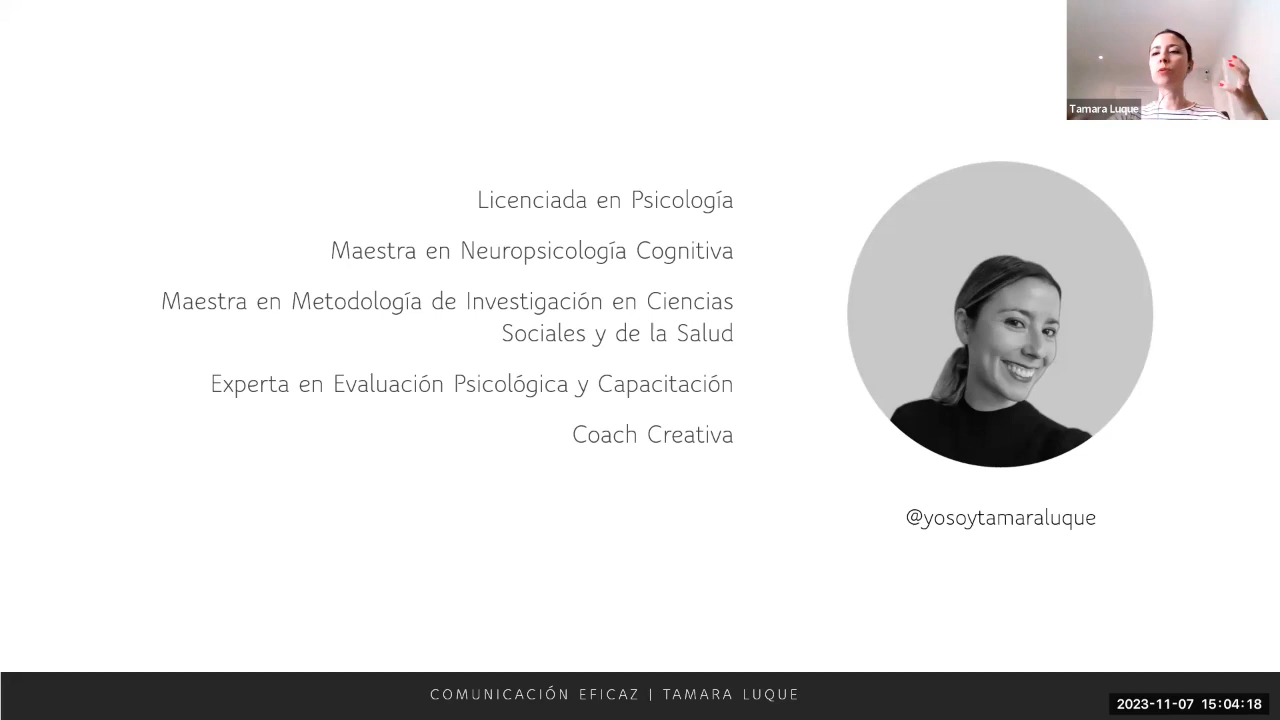 Tamara Luque
Licenciada en Psicología
Maestra en Neuropsicología Cognitiva
Maestra en Metodología de Investigación en Ciencias
Sociales y de la Salud
Experta en Evaluación Psicológica y Capacitación
Coach Creativa
@yosoytamaraluque
COMUNICACIÓN EFICAZ | TAMARA LUQUE
2023-11-07 15:04:18